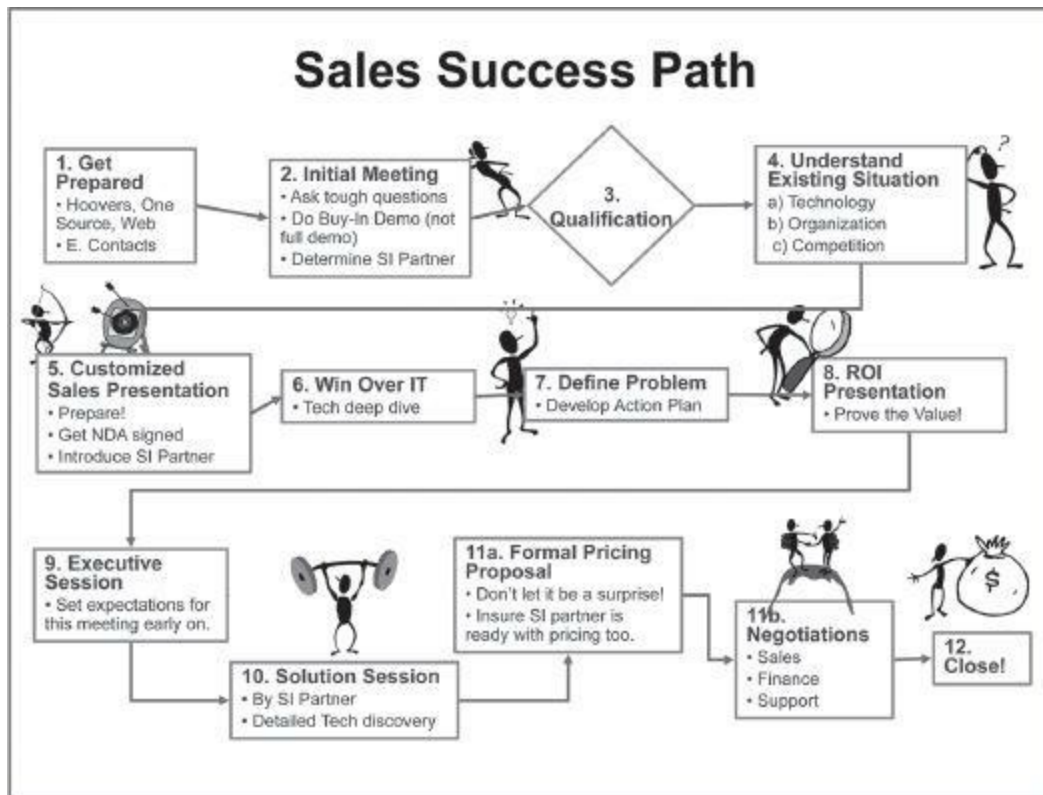 Sales Success Path
1. Get
Prepared
• Hoovers, One
Source, Web
• E. Contacts
2. Initial Meeting
• Ask tough questions
• Do Buy-In Demo (not
full demo)
• Determine SI Partner
3.
Qualification
4. Understand
Existing Situation
a) Technology
b) Organization
c) Competition
?
5. Customized
Sales Presentation
• Prepare!
• Get NDA signed
• Introduce SI Partner
6. Win Over IT
• Tech deep dive
7. Define Problem
• Develop Action Plan
8. ROI
Presentation
• Prove the Value!
9. Executive
Session
• Set expectations for
this meeting early on.
10. Solution Session
• By SI Partner
• Detailed Tech discovery
11a. Formal Pricing
Proposal
• Don't let it be a surprise!
• Insure SI partner is
ready with pricing too.
11b.
Negotiations
• Sales
• Finance
• Support
$
12.
Close!